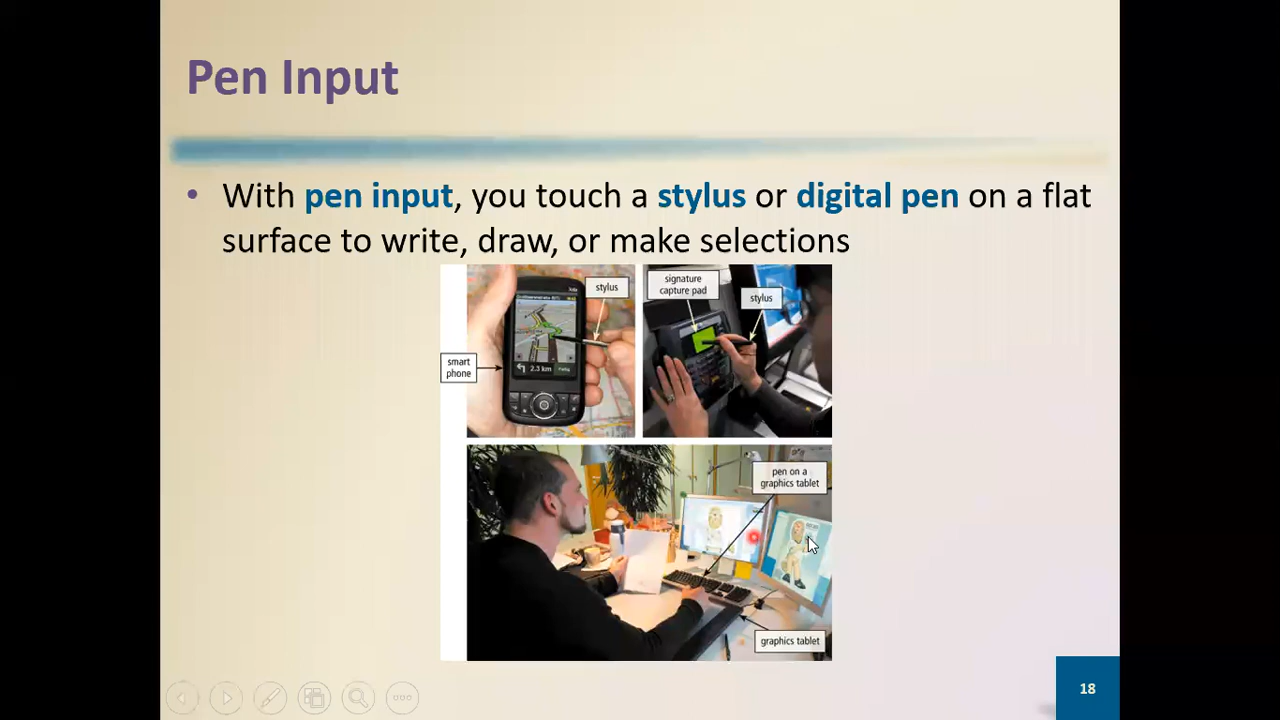 Pen Input
• With pen input, you touch a stylus or digital pen on a flat
surface to write, draw, or make selections
stylus
smart
phone
2.3 km
signature
capture pad
stylus
pen on a
graphics tablet
graphics tablet
18